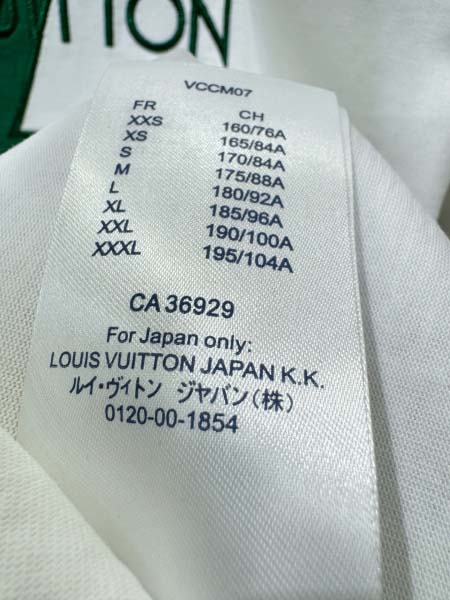 UITTON
VCCM07
FR CH
XXS 160/76A
XS 165/84A
S 170/84A
M 175/88A
L 180/92A
XL 185/96A
XXL 190/100A
XXXL 195/104A
CA 36929
For Japan only:
LOUIS VUITTON JAPAN K.K.
ルイ・ヴィトン ジャパン(株)
0120-00-1854